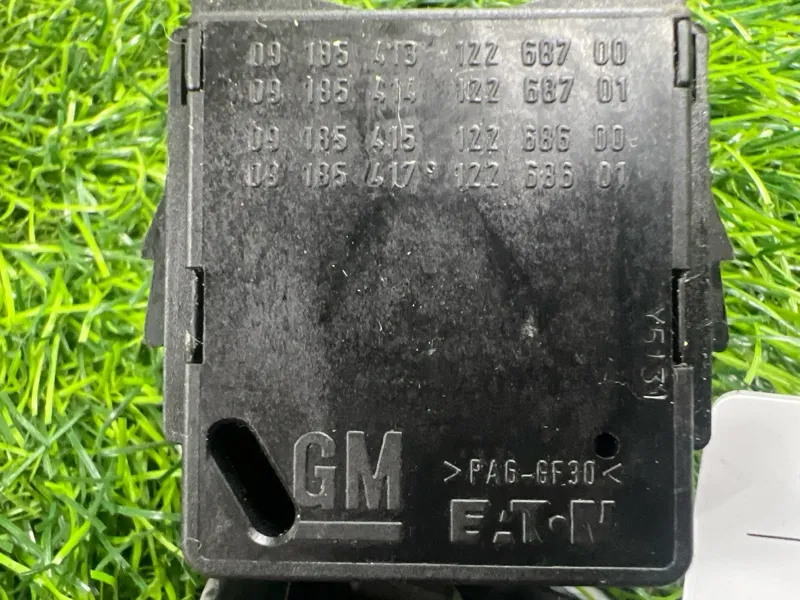 09 185 413 122 687 00
09 185 414 122 687 01
09 185 415 122 686 00
09 185 417 122 686 01
Y5131
GM
>PA6-GF30<
EATON